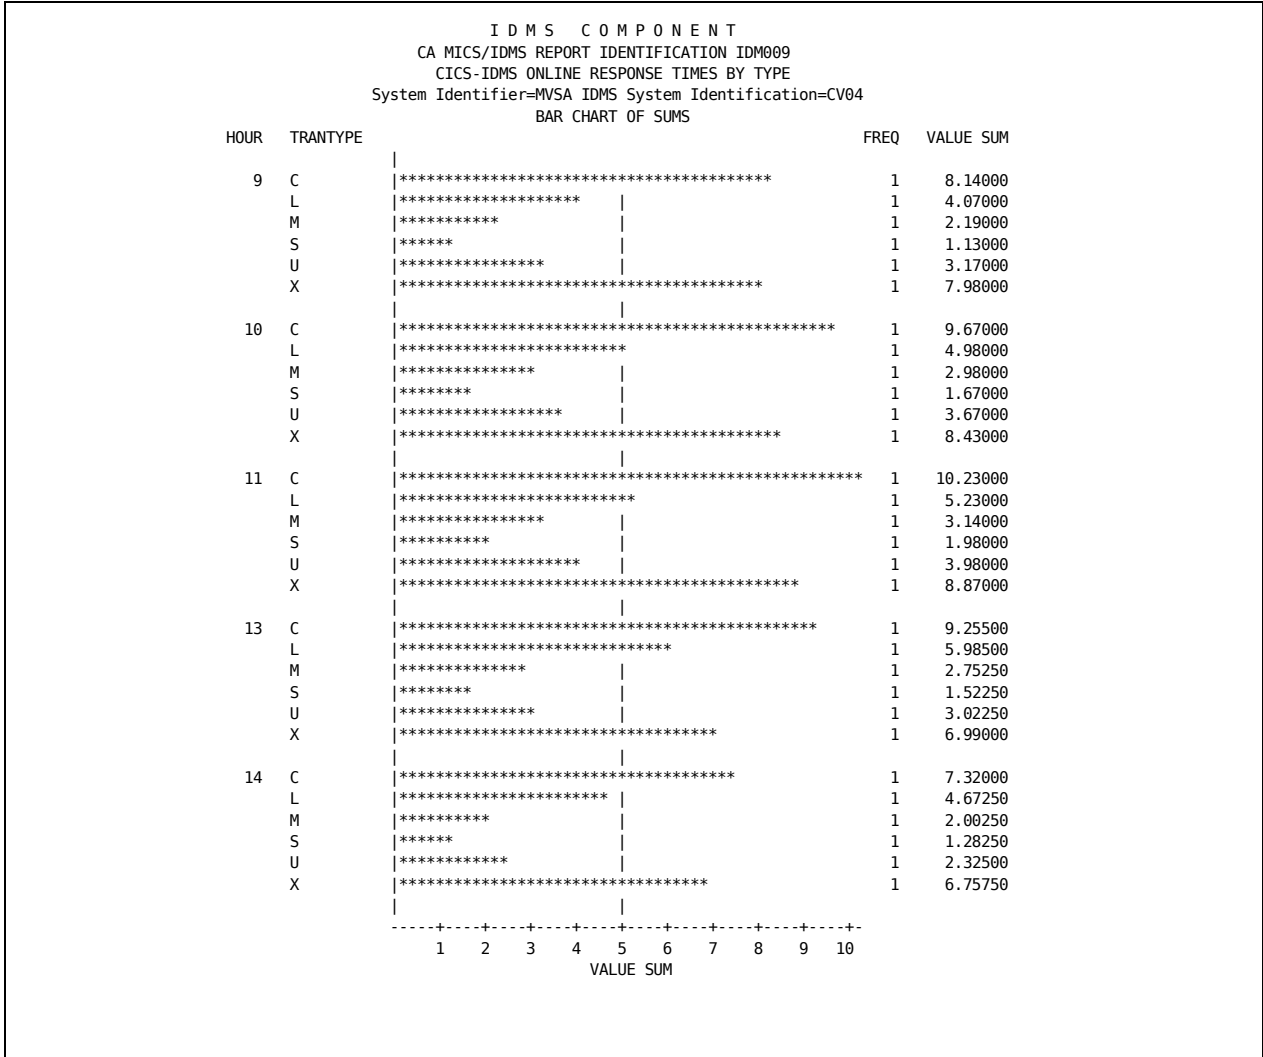 I D M S   C O M P O N E N T
CA MICS/IDMS REPORT IDENTIFICATION IDM009
CICS-IDMS ONLINE RESPONSE TIMES BY TYPE
System Identifier=MVSA IDMS System Identification=CV04
BAR CHART OF SUMS
HOUR   TRANTYPE   FREQ   VALUE SUM
|
9   C   |*****************************************   1   8.14000
L   |********************    |   1   4.07000
M   |***********             |   1   2.19000
S   |******                  |   1   1.13000
U   |****************        |   1   3.17000
X   |****************************************   1   7.98000
|                        |
10   C   |************************************************   1   9.67000
L   |*************************   1   4.98000
M   |***************         |   1   2.98000
S   |********                |   1   1.67000
U   |******************      |   1   3.67000
X   |******************************************   1   8.43000
|                        |
11   C   |***************************************************   1   10.23000
L   |**************************   1   5.23000
M   |****************        |   1   3.14000
S   |**********              |   1   1.98000
U   |********************    |   1   3.98000
X   |********************************************   1   8.87000
|                        |
13   C   |**********************************************   1   9.25500
L   |******************************   1   5.98500
M   |**************          |   1   2.75250
S   |********                |   1   1.52250
U   |***************         |   1   3.02250
X   |***********************************   1   6.99000
|                        |
14   C   |*************************************   1   7.32000
L   |*********************** |   1   4.67250
M   |**********              |   1   2.00250
S   |******                  |   1   1.28250
U   |************            |   1   2.32500
X   |**********************************   1   6.75750
|                        |
-----+----+----+----+----+----+----+----+----+----+-
1    2    3    4    5    6    7    8    9   10
VALUE SUM